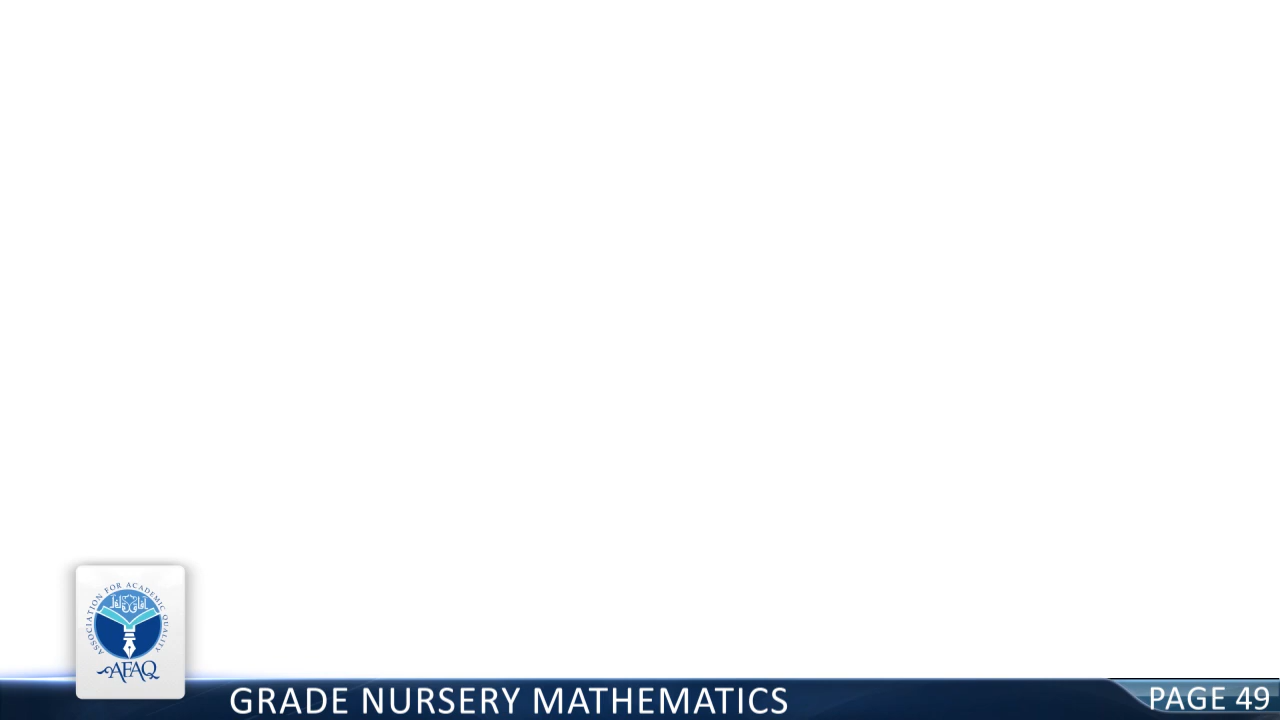 ASSOCIATION FOR ACADEMIC QUALITY
AFAQ
GRADE NURSERY MATHEMATICS
PAGE 49